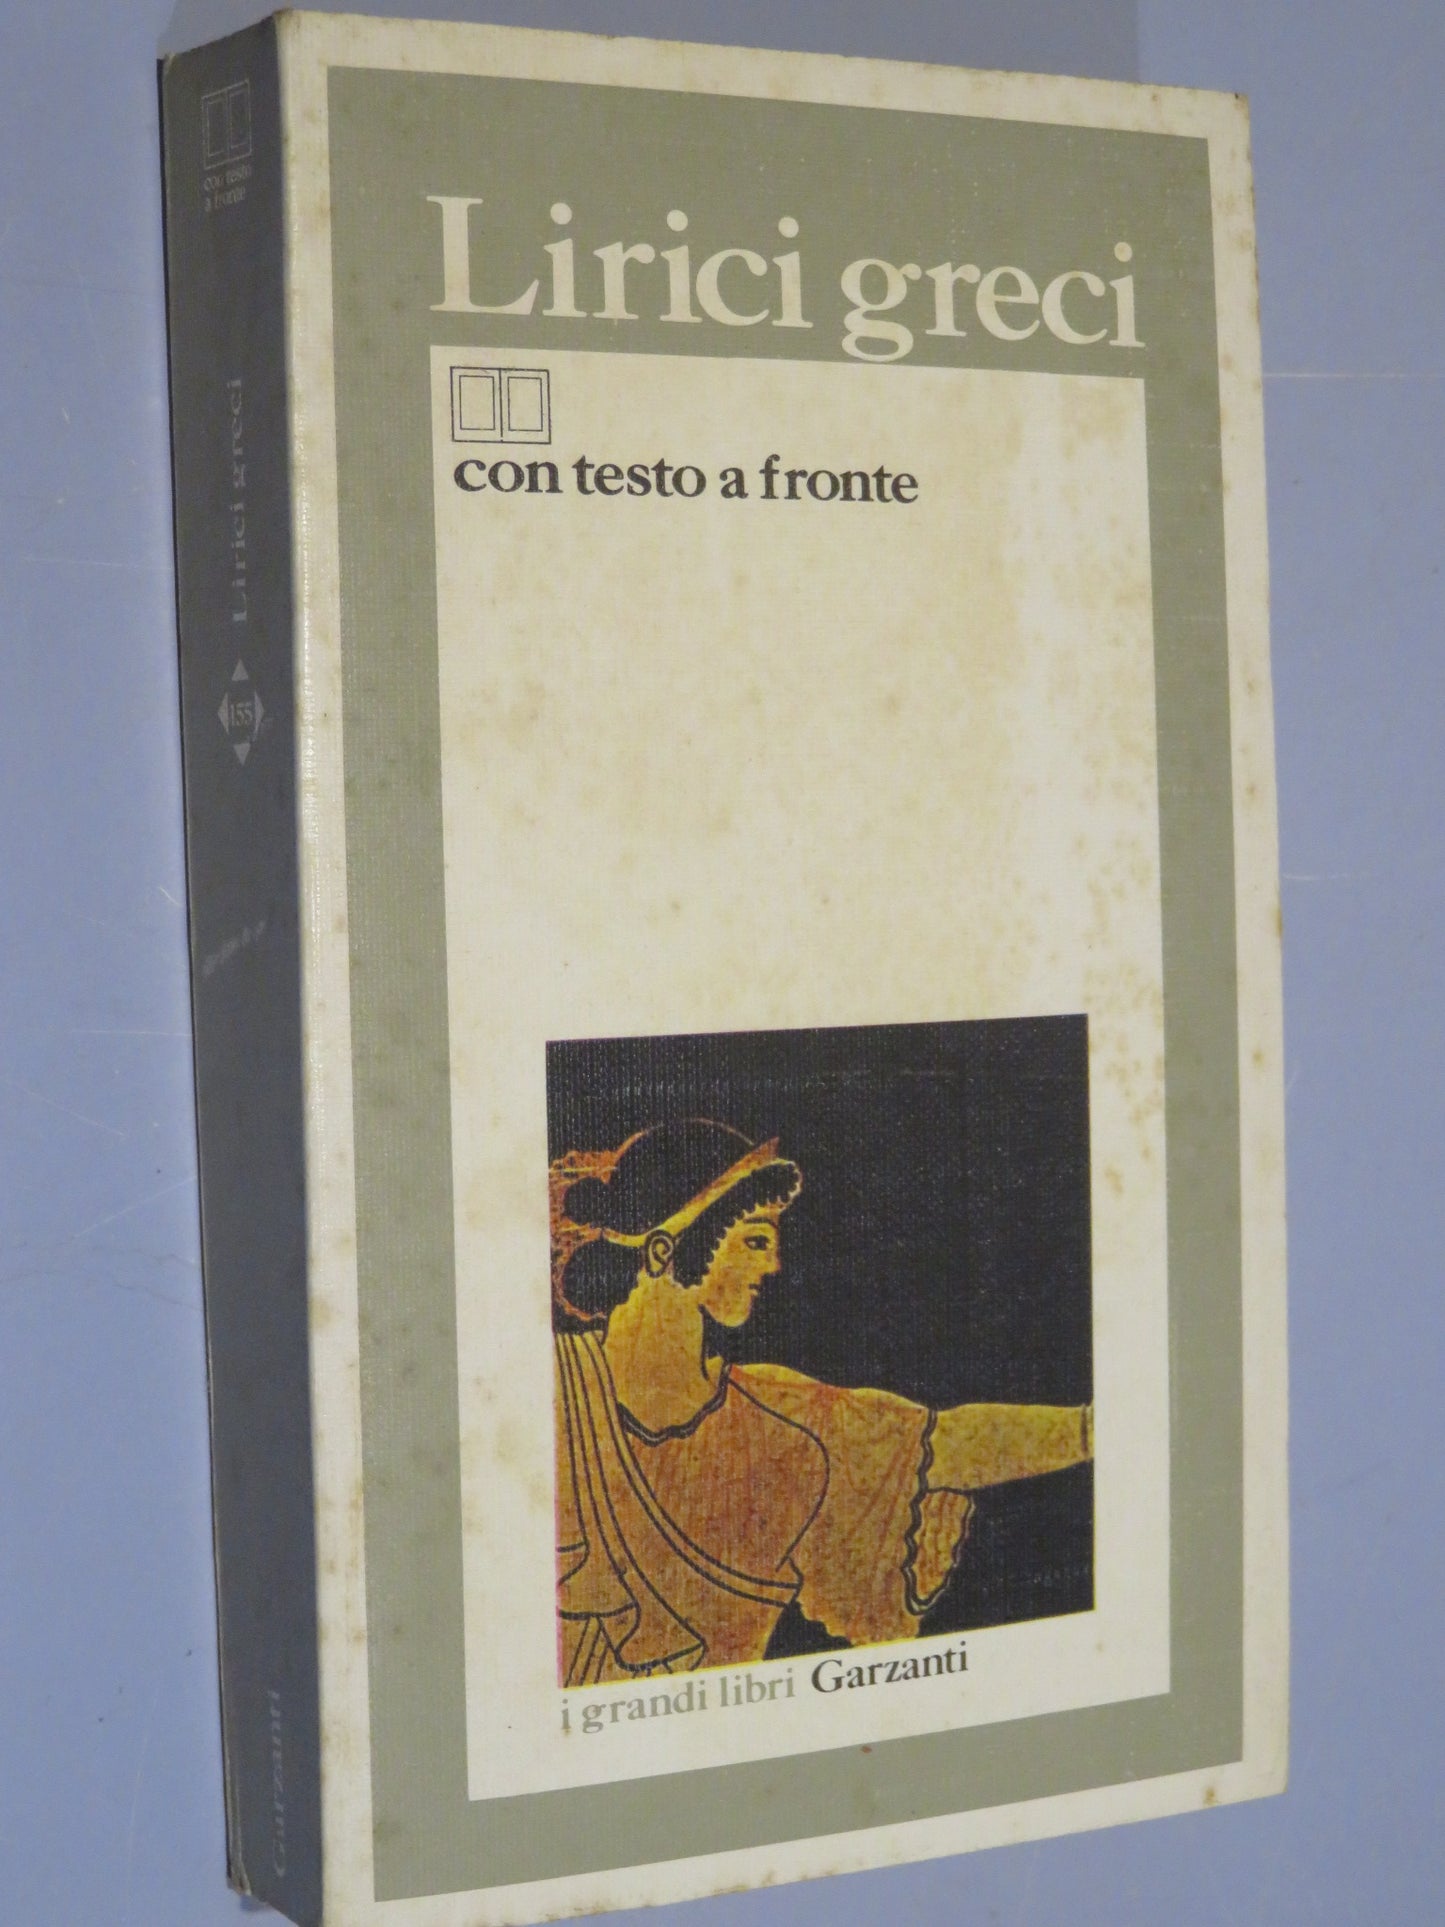 Lirici greci
con testo a fronte
i grandi libri Garzanti
con testo
a fronte
Lirici greci
155
Garzanti